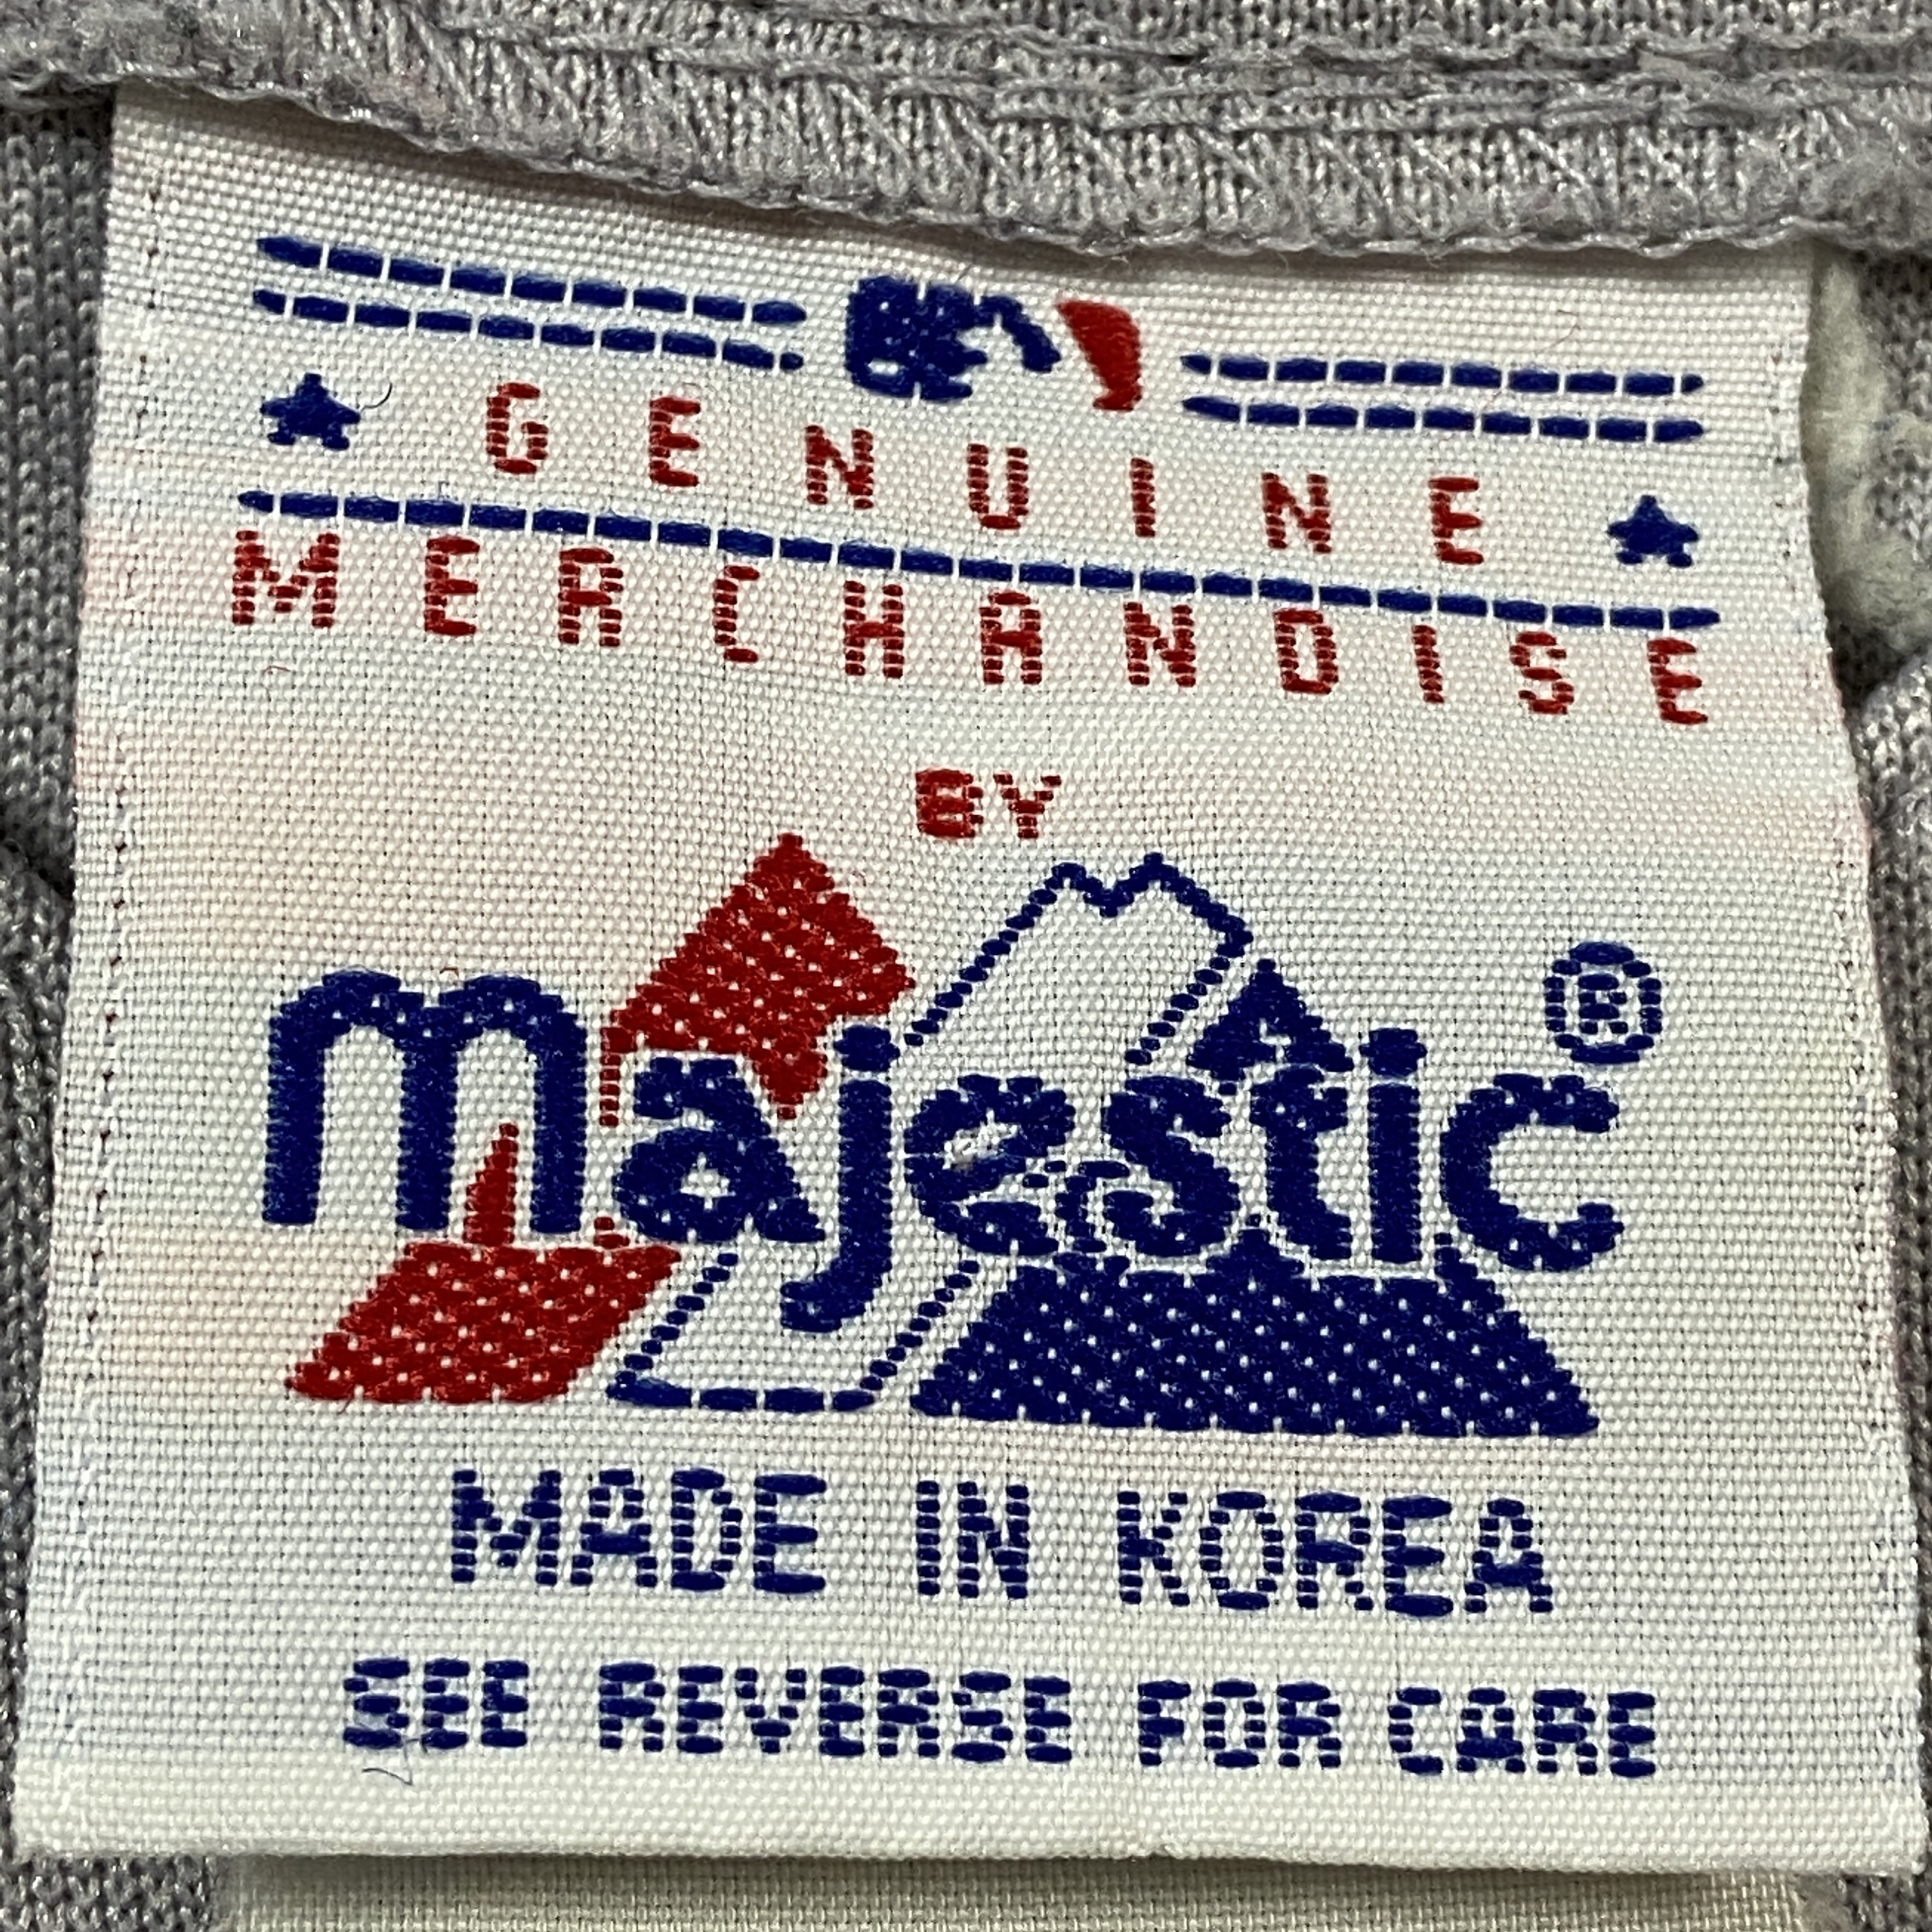 GENUINE
MERCHANDISE
BY
majestic®
MADE IN KOREA
SEE REVERSE FOR CARE